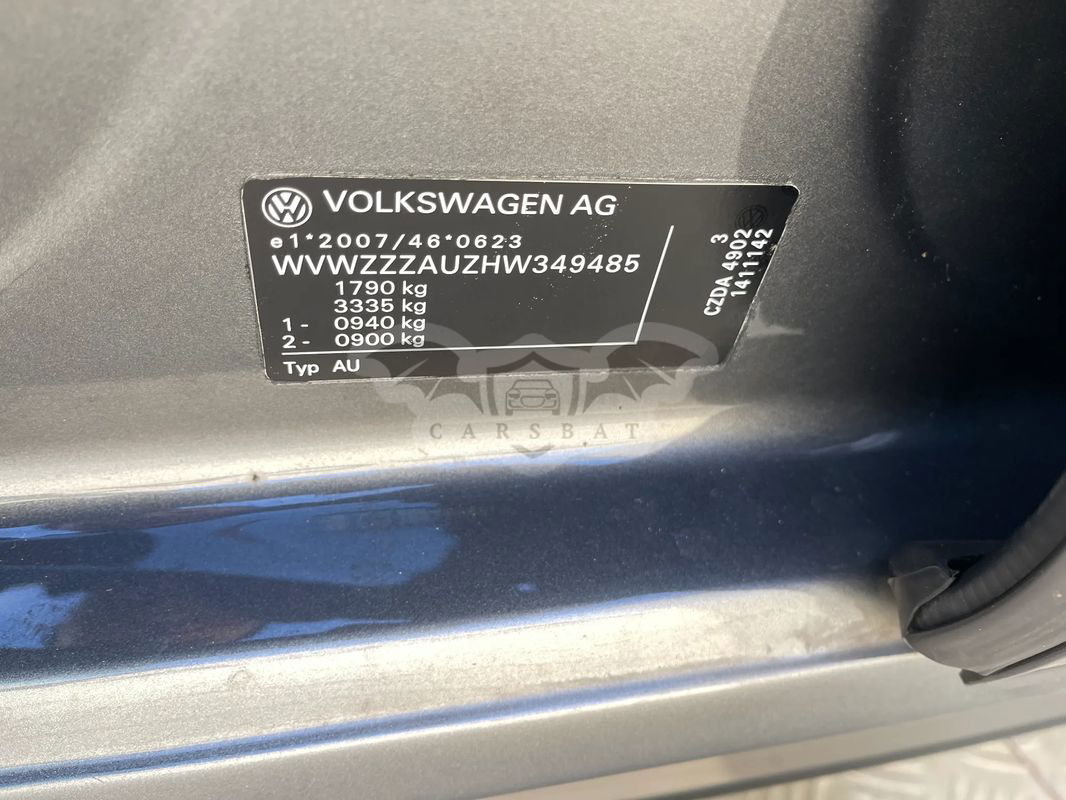 VOLKSWAGEN AG
e1*2007/46*0623
WVWZZZAUZHW349485
1790 kg
3335 kg
1 - 0940 kg
2 - 0900 kg
Typ AU
3
CZDA 4902
1411142
CARSBAT